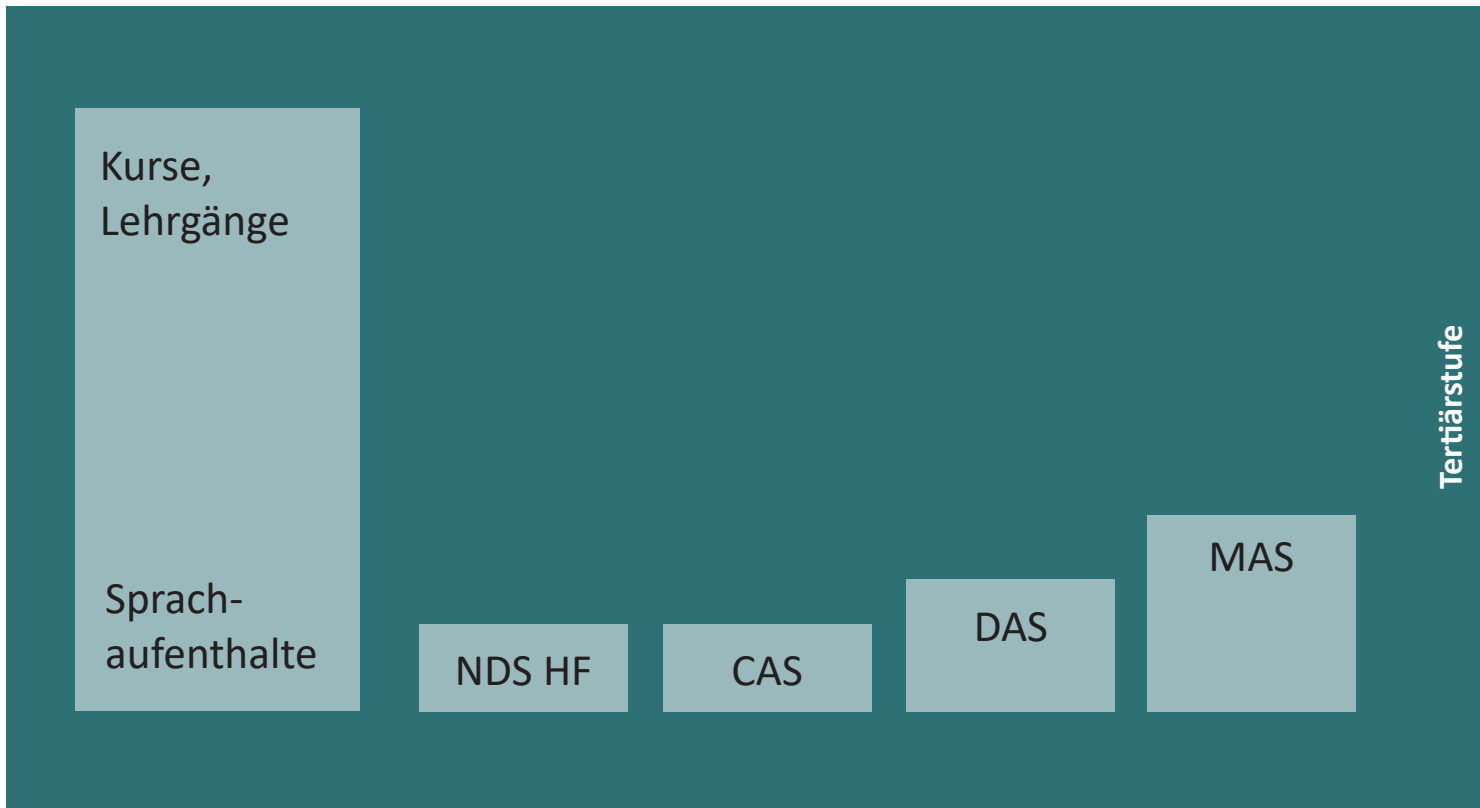 Kurse,
Lehrgänge
Sprach-
aufenthalte
NDS HF
CAS
DAS
MAS
Tertiärstufe